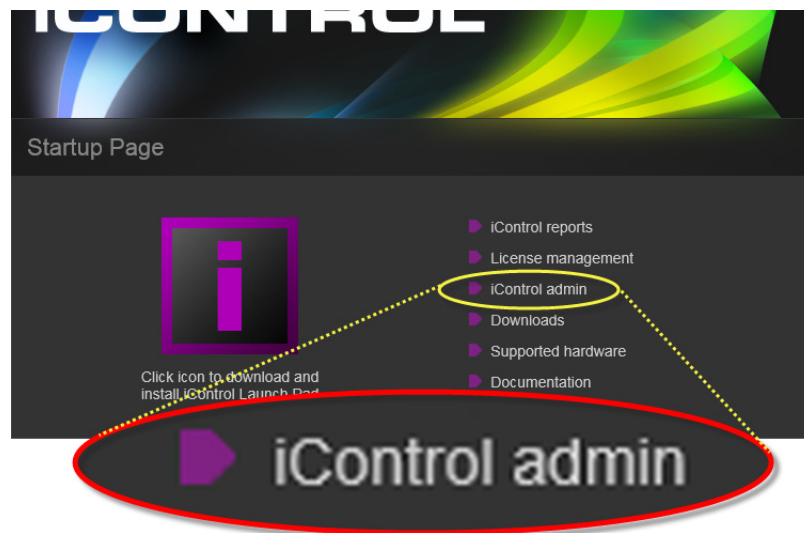 iCONTROL
Startup Page
iControl reports
License management
iControl admin
Downloads
Supported hardware
Documentation
Click icon to download and
install iControl Launch Pad
iControl admin